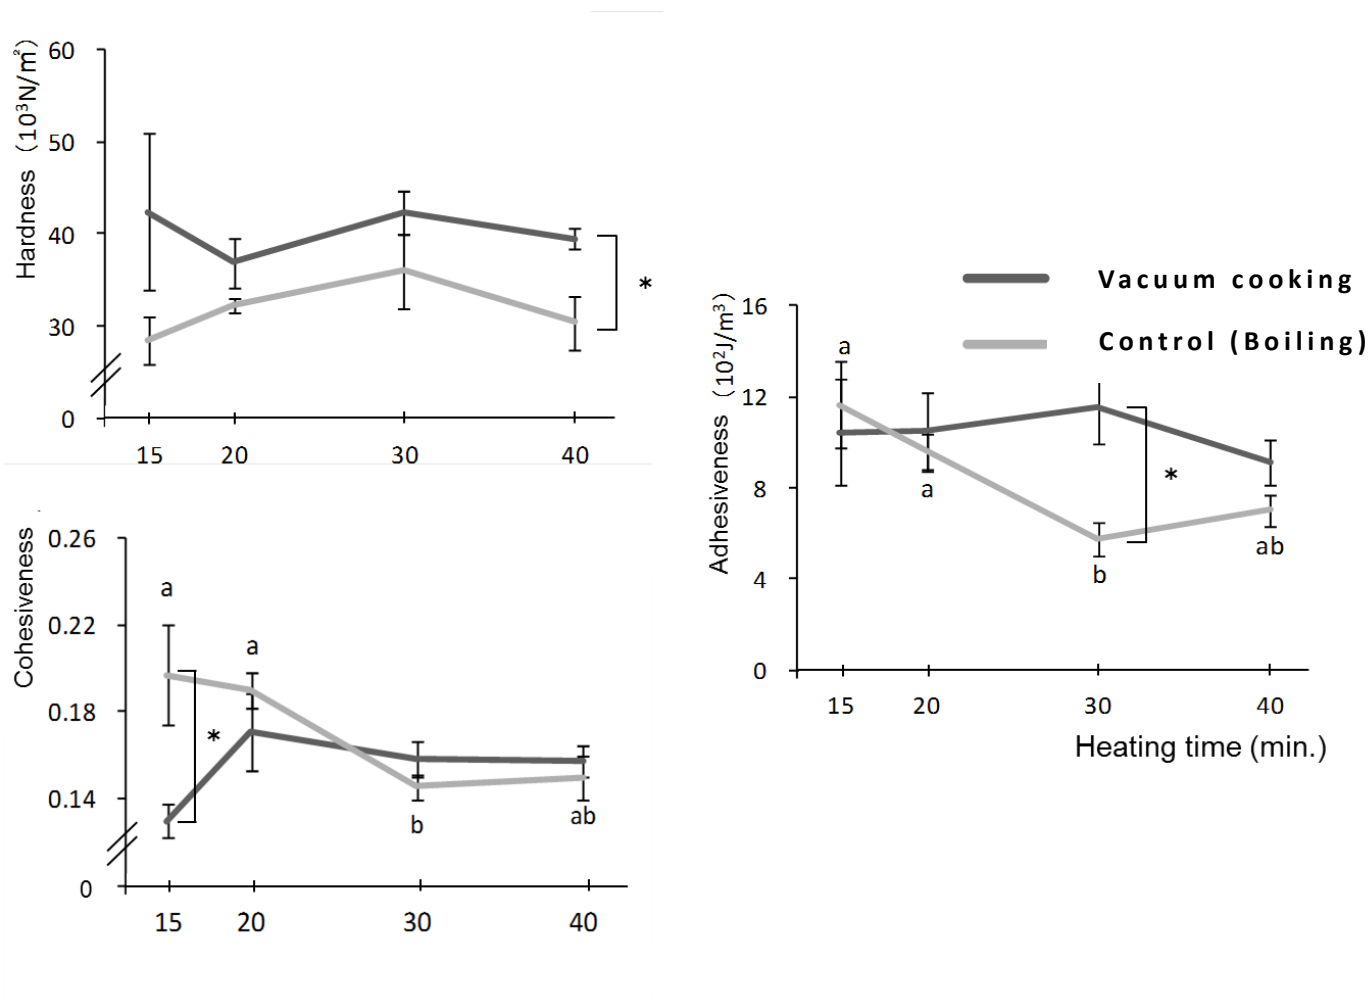 Hardness (10³N/㎡)
60
50
40
30
0
*
15 20 30 40
Cohesiveness
0.26
0.22
0.18
0.14
0
a
a
*
b
ab
15 20 30 40
Vacuum cooking
Control (Boiling)
Adhesiveness (10²J/m³)
16
12
8
4
0
a
a
*
b
ab
15 20 30 40
Heating time (min.)